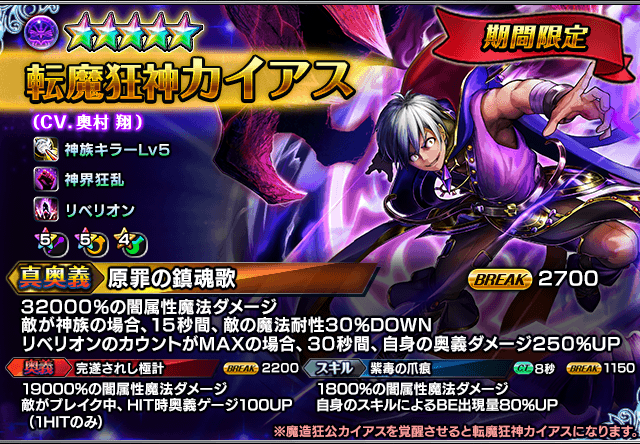 期間限定
転魔狂神カイアス
(CV.奥村 翔)
神族キラーLv5
神界狂乱
リベリオン
5 5 4
真奥義 原罪の鎮魂歌 BREAK 2700
32000%の闇属性魔法ダメージ
敵が神族の場合、15秒間、敵の魔法耐性30%DOWN
リベリオンのカウントがMAXの場合、30秒間、自身の奥義ダメージ250%UP
奥義 完遂されし極計 BREAK 2200
19000%の闇属性魔法ダメージ
敵がブレイク中、HIT時奥義ゲージ100UP
(1HITのみ)
スキル 紫毒の爪痕 C.T. 8秒 BREAK 1150
1800%の闇属性魔法ダメージ
自身のスキルによるBE出現量80%UP
※魔造狂公カイアスを覚醒させると転魔狂神カイアスになります。